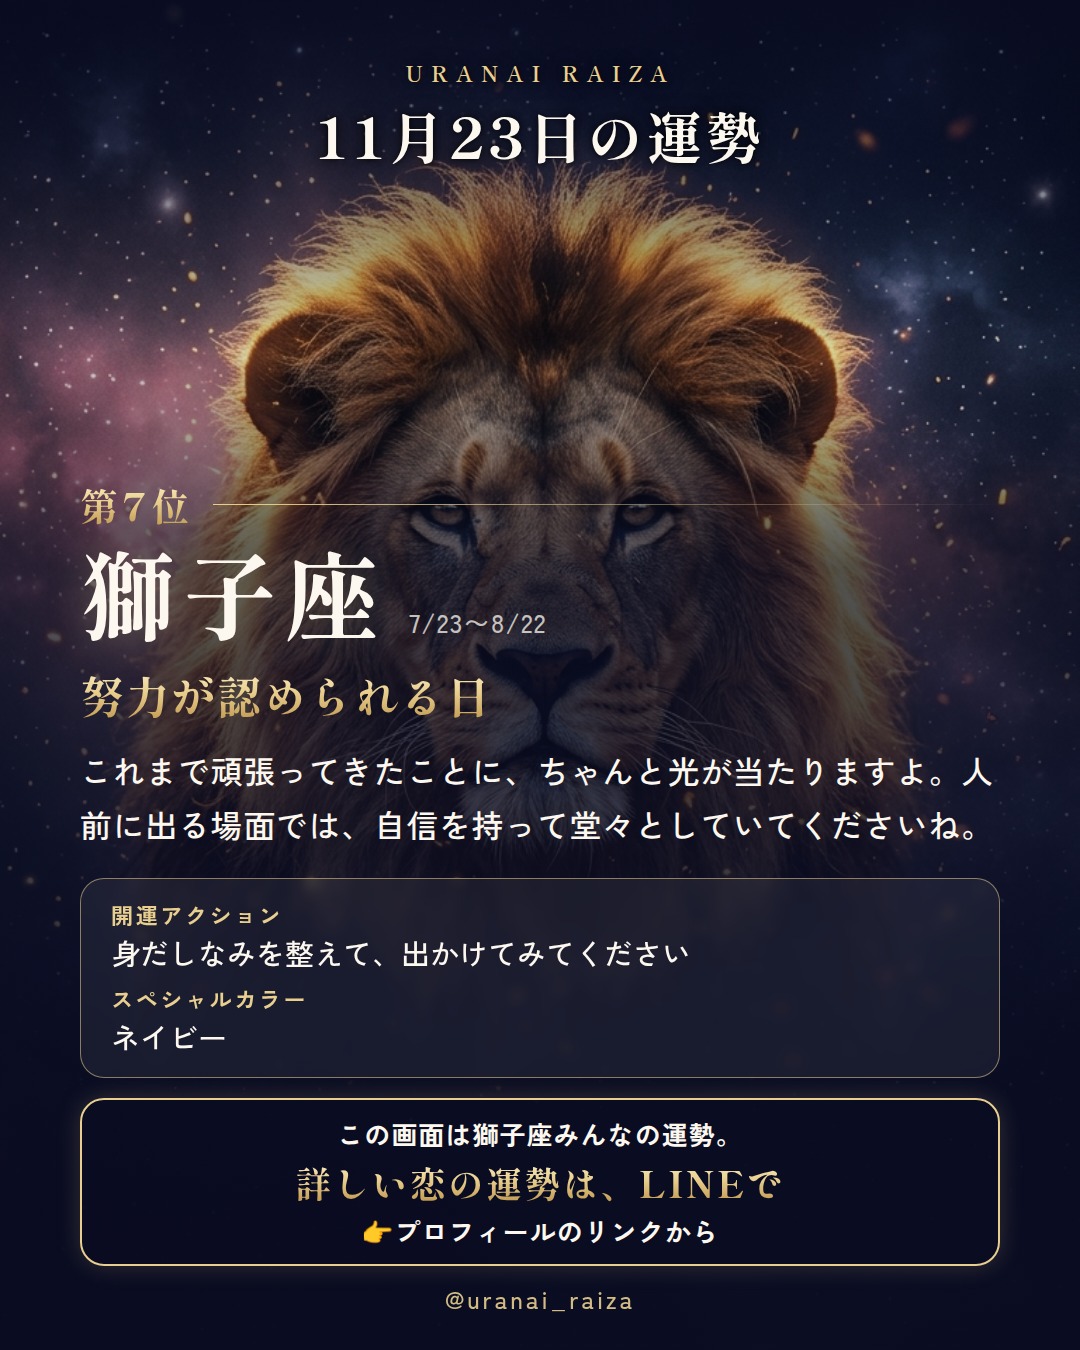 URANAI RAIZA
11月23日の運勢
第7位
獅子座 7/23〜8/22
努力が認められる日
これまで頑張ってきたことに、ちゃんと光が当たりますよ。人
前に出る場面では、自信を持って堂々としていてくださいね。
開運アクション
身だしなみを整えて、出かけてみてください
スペシャルカラー
ネイビー
この画面は獅子座みんなの運勢。
詳しい恋の運勢は、LINEで
👉プロフィールのリンクから
@uranai_raiza